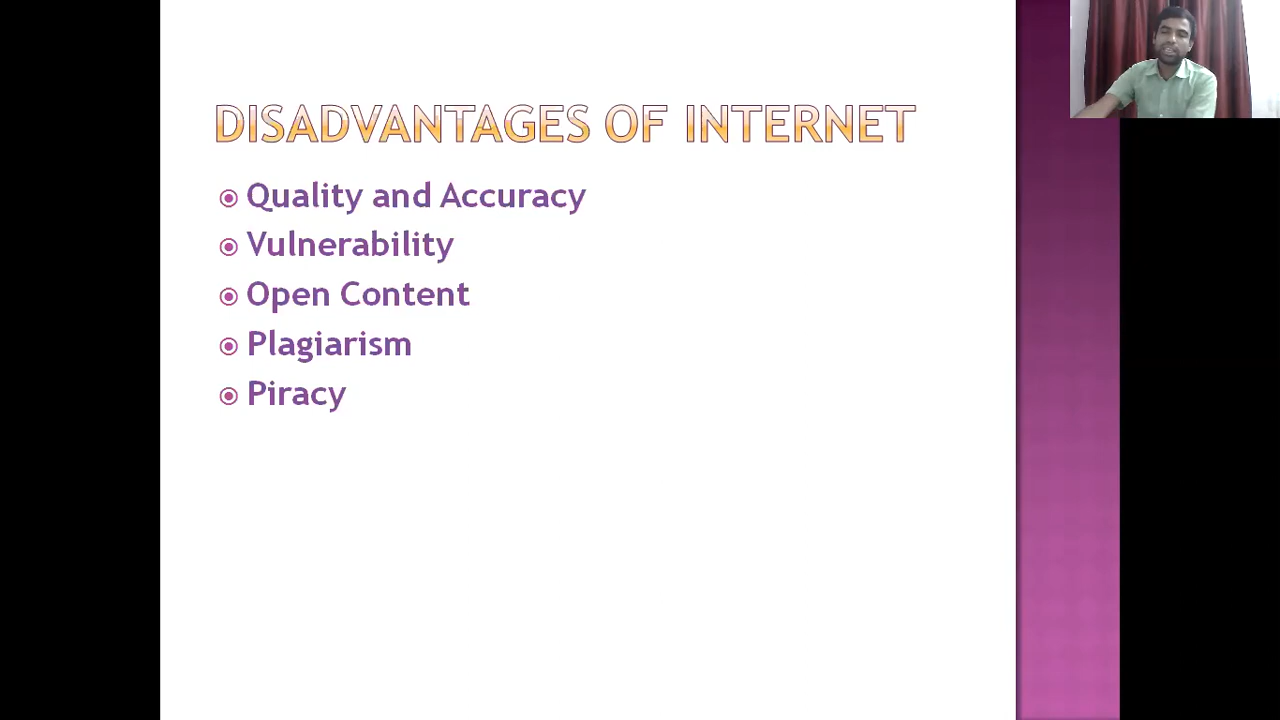 DISADVANTAGES OF INTERNET
Quality and Accuracy
Vulnerability
Open Content
Plagiarism
Piracy